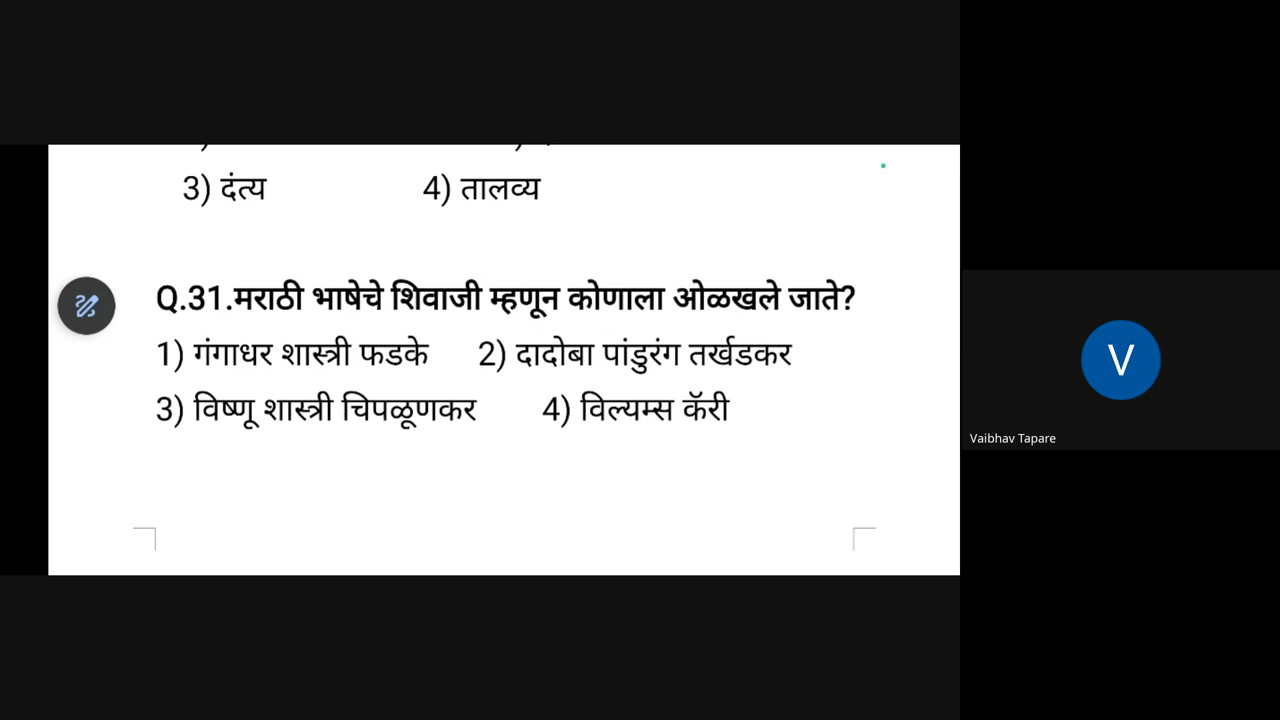 3) दंत्य 4) तालव्य
Q.31.मराठी भाषेचे शिवाजी म्हणून कोणाला ओळखले जाते?
1) गंगाधर शास्त्री फडके 2) दादोबा पांडुरंग तर्खडकर
3) विष्णू शास्त्री चिपळूणकर 4) विल्यम्स कॅरी
V
Vaibhav Tapare